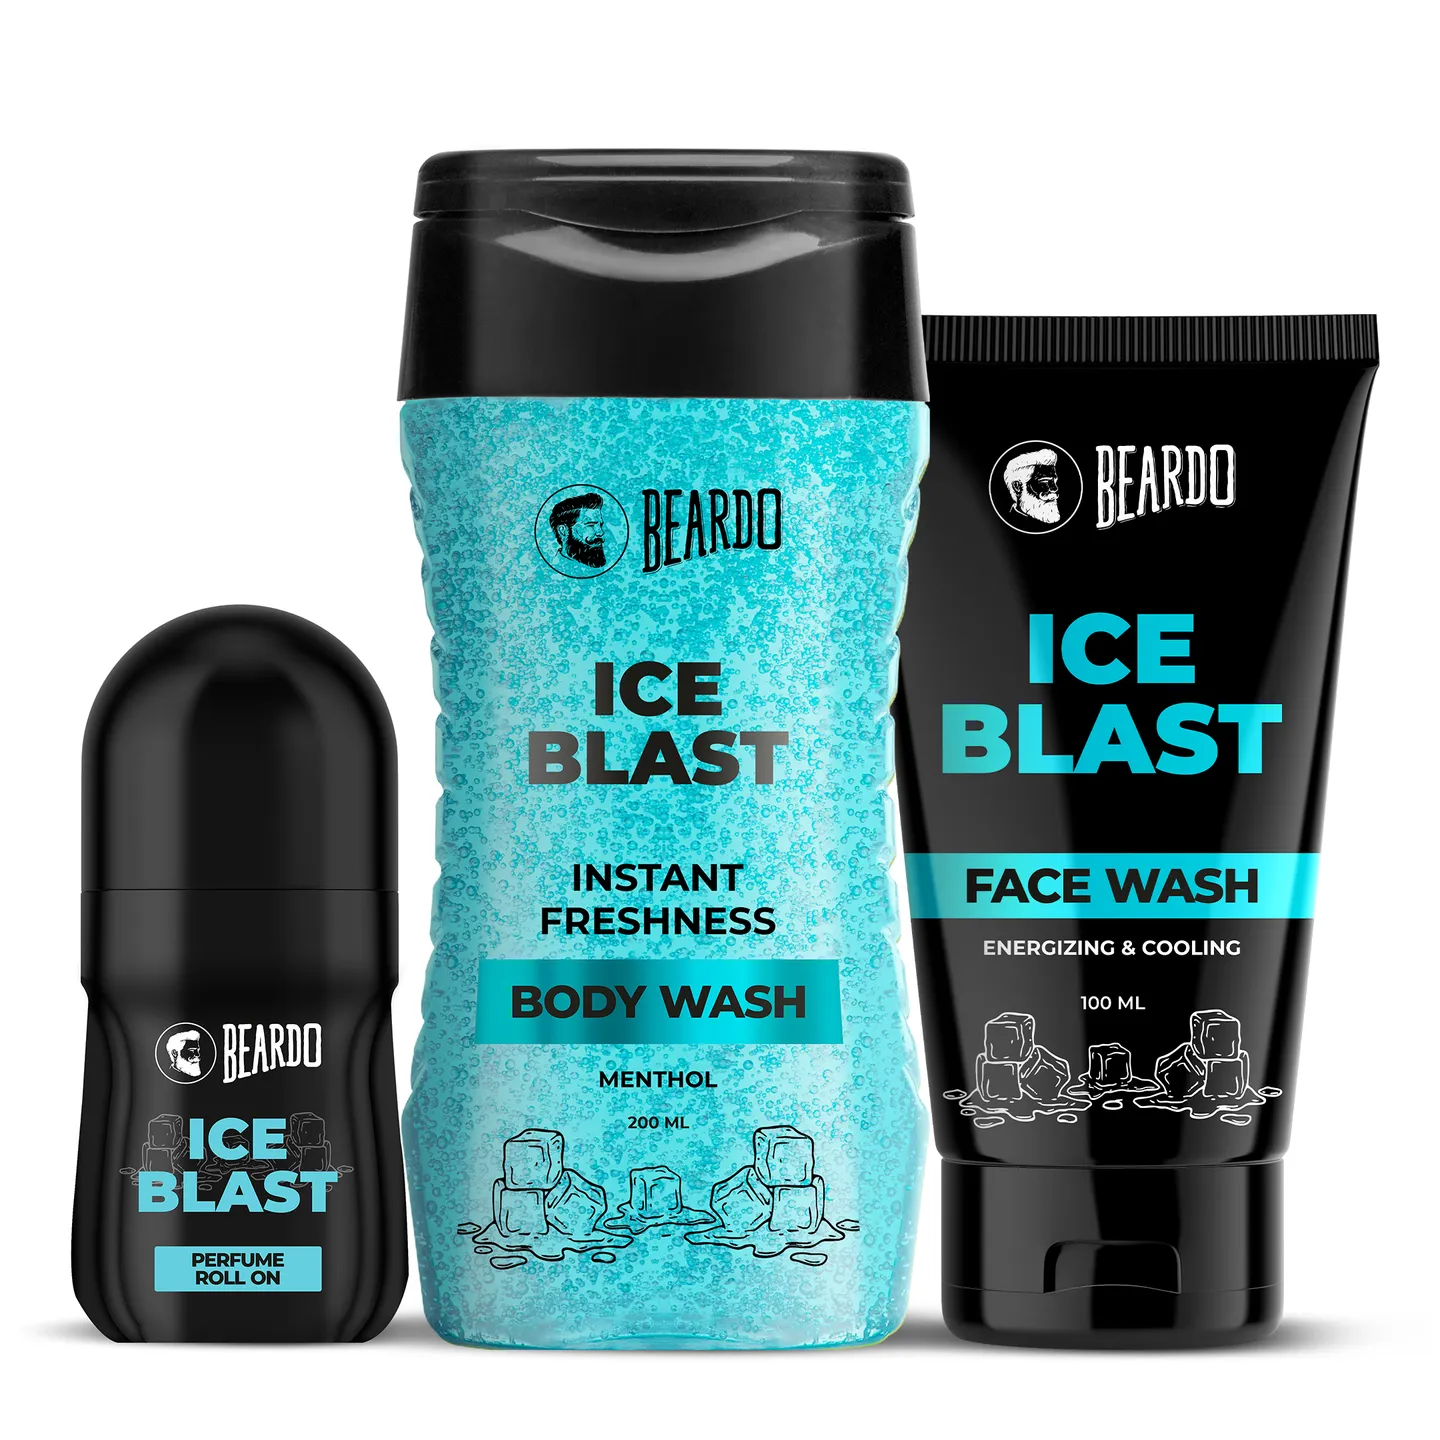 BEARDO
ICE
BLAST
PERFUME
ROLL ON
BEARDO
ICE
BLAST
INSTANT
FRESHNESS
BODY WASH
MENTHOL
200 ML
BEARDO
ICE
BLAST
FACE WASH
ENERGIZING & COOLING
100 ML